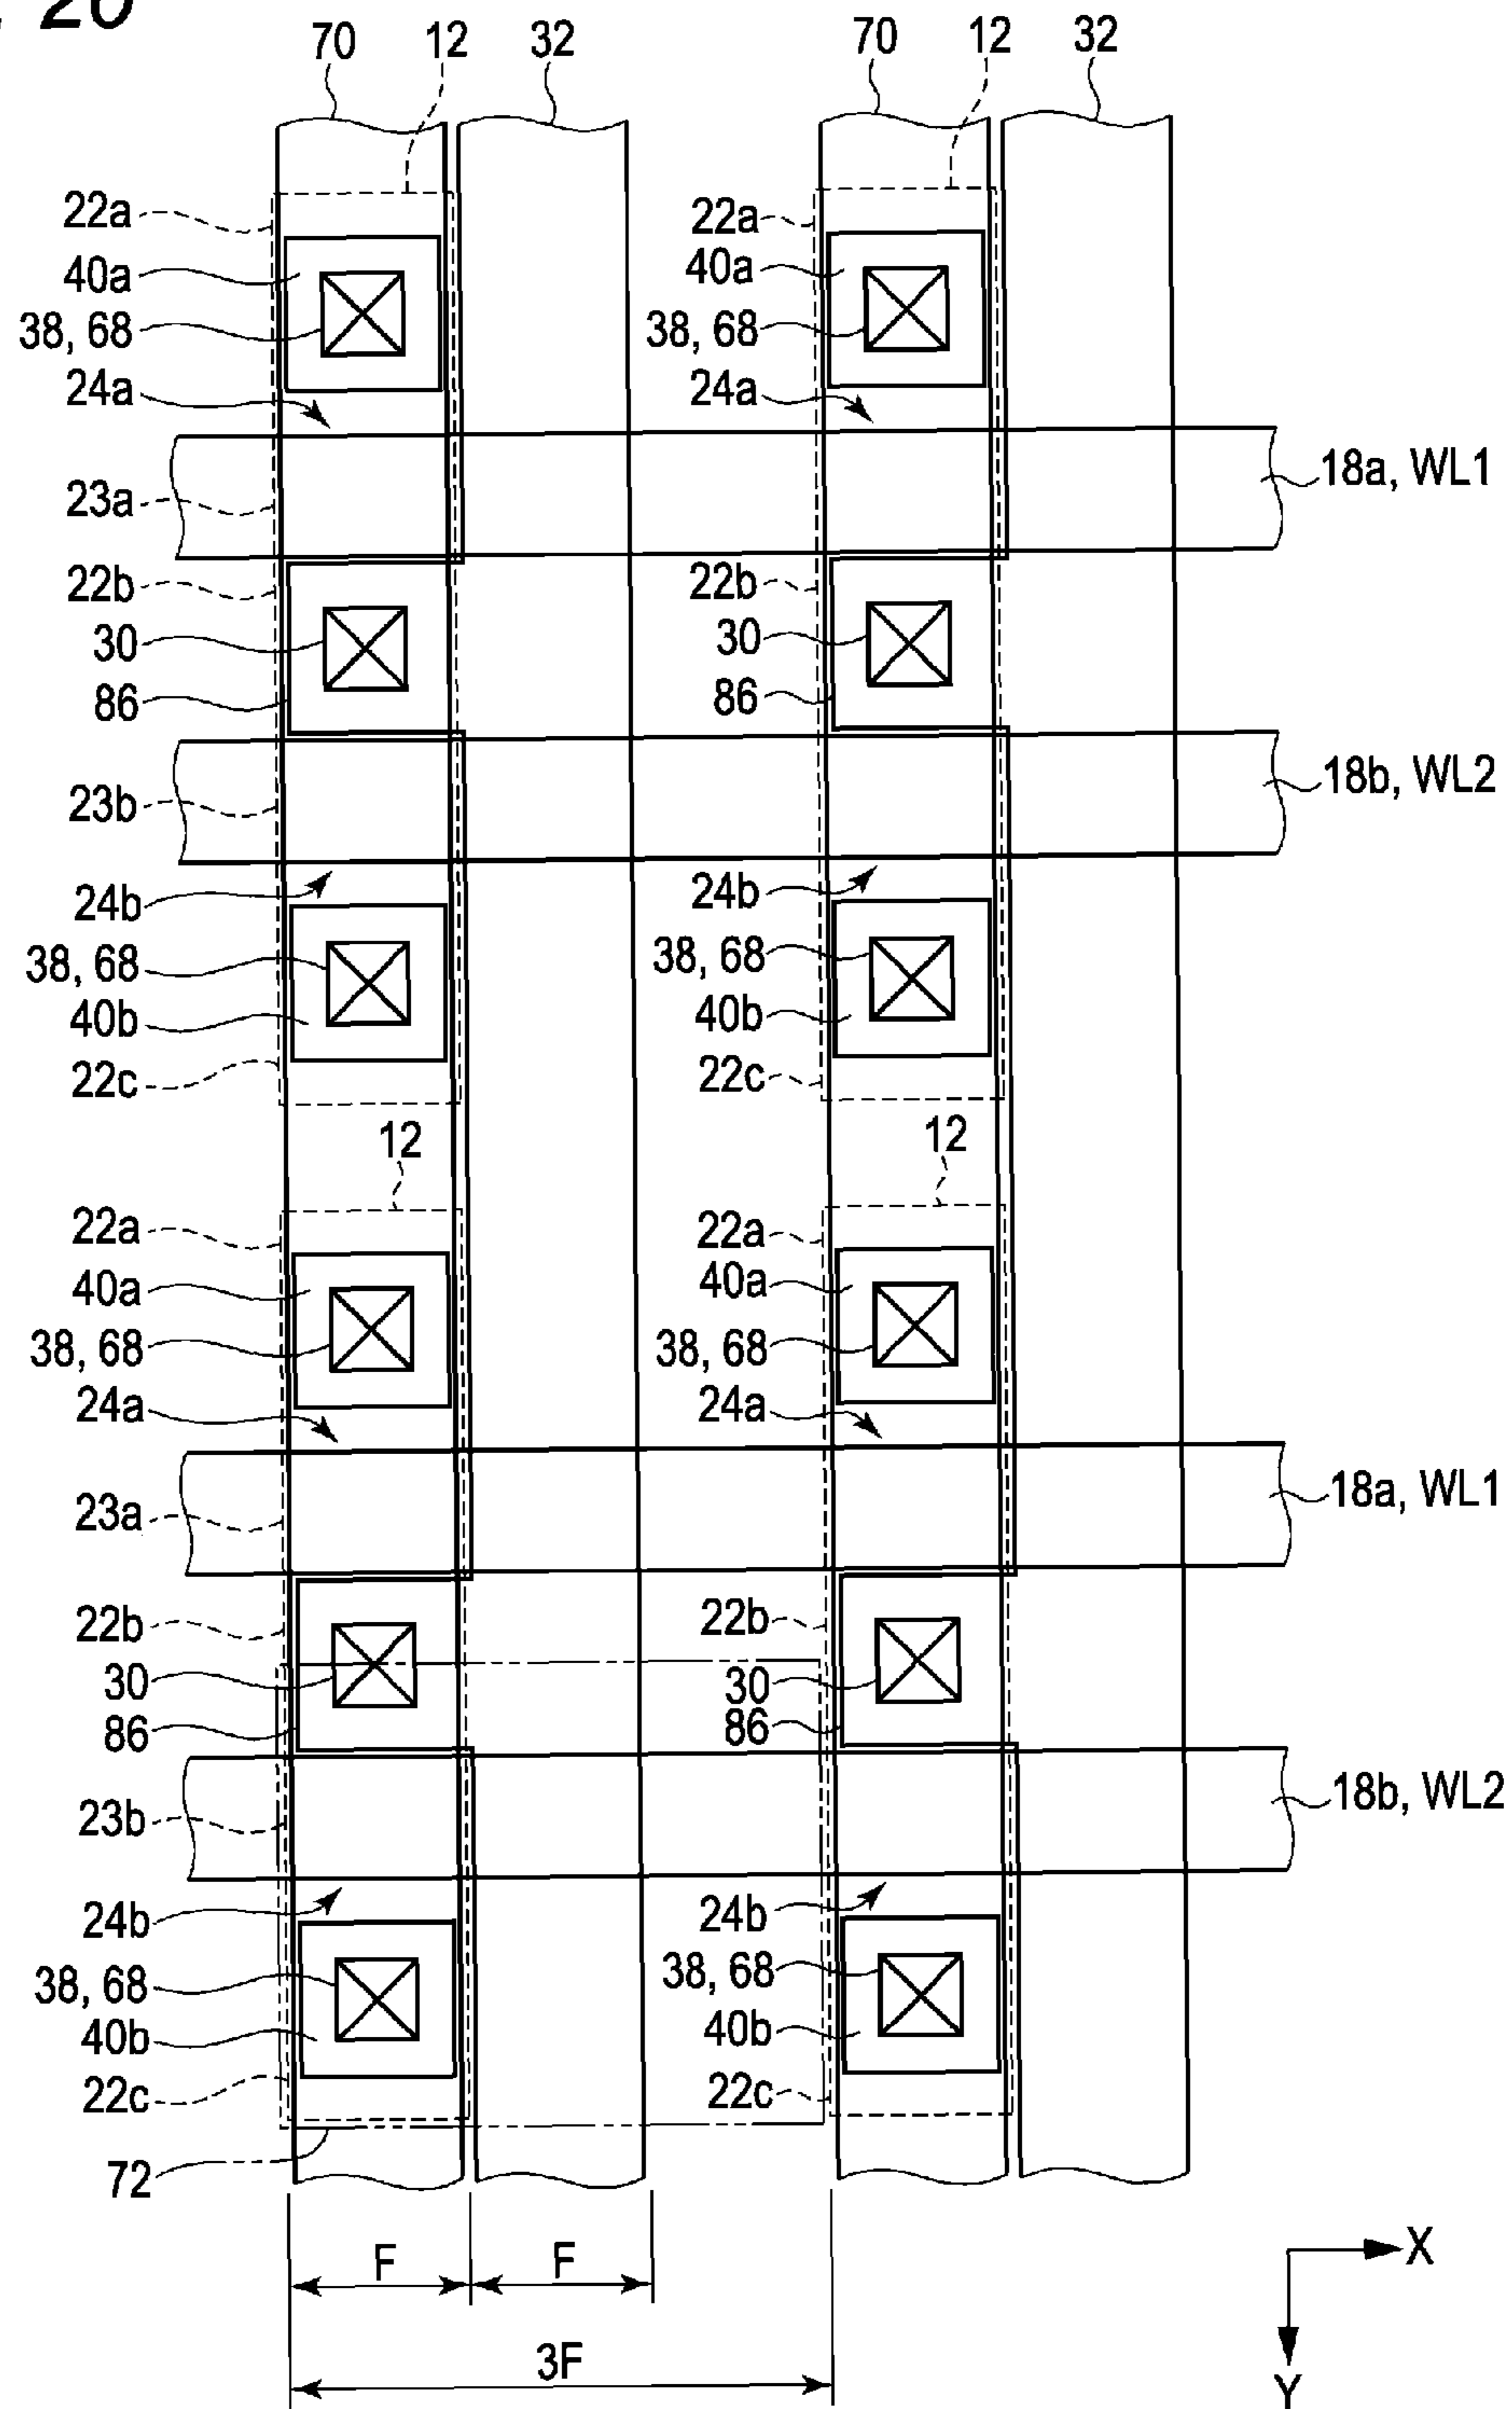 . 20
70 12 32 70 12 32
22a 22a
40a 40a
38, 68 38, 68
24a 24a
18a, WL1
23a
22b 22b
30 30
86 86
18b, WL2
23b
24b 24b
38, 68 38, 68
40b 40b
22c 22c
12 12
22a 22a
40a 40a
38, 68 38, 68
24a 24a
18a, WL1
23a
22b 22b
30 30
86 86
18b, WL2
23b
24b 24b
38, 68 38, 68
40b 40b
22c 22c
72
F F
X
3F
Y